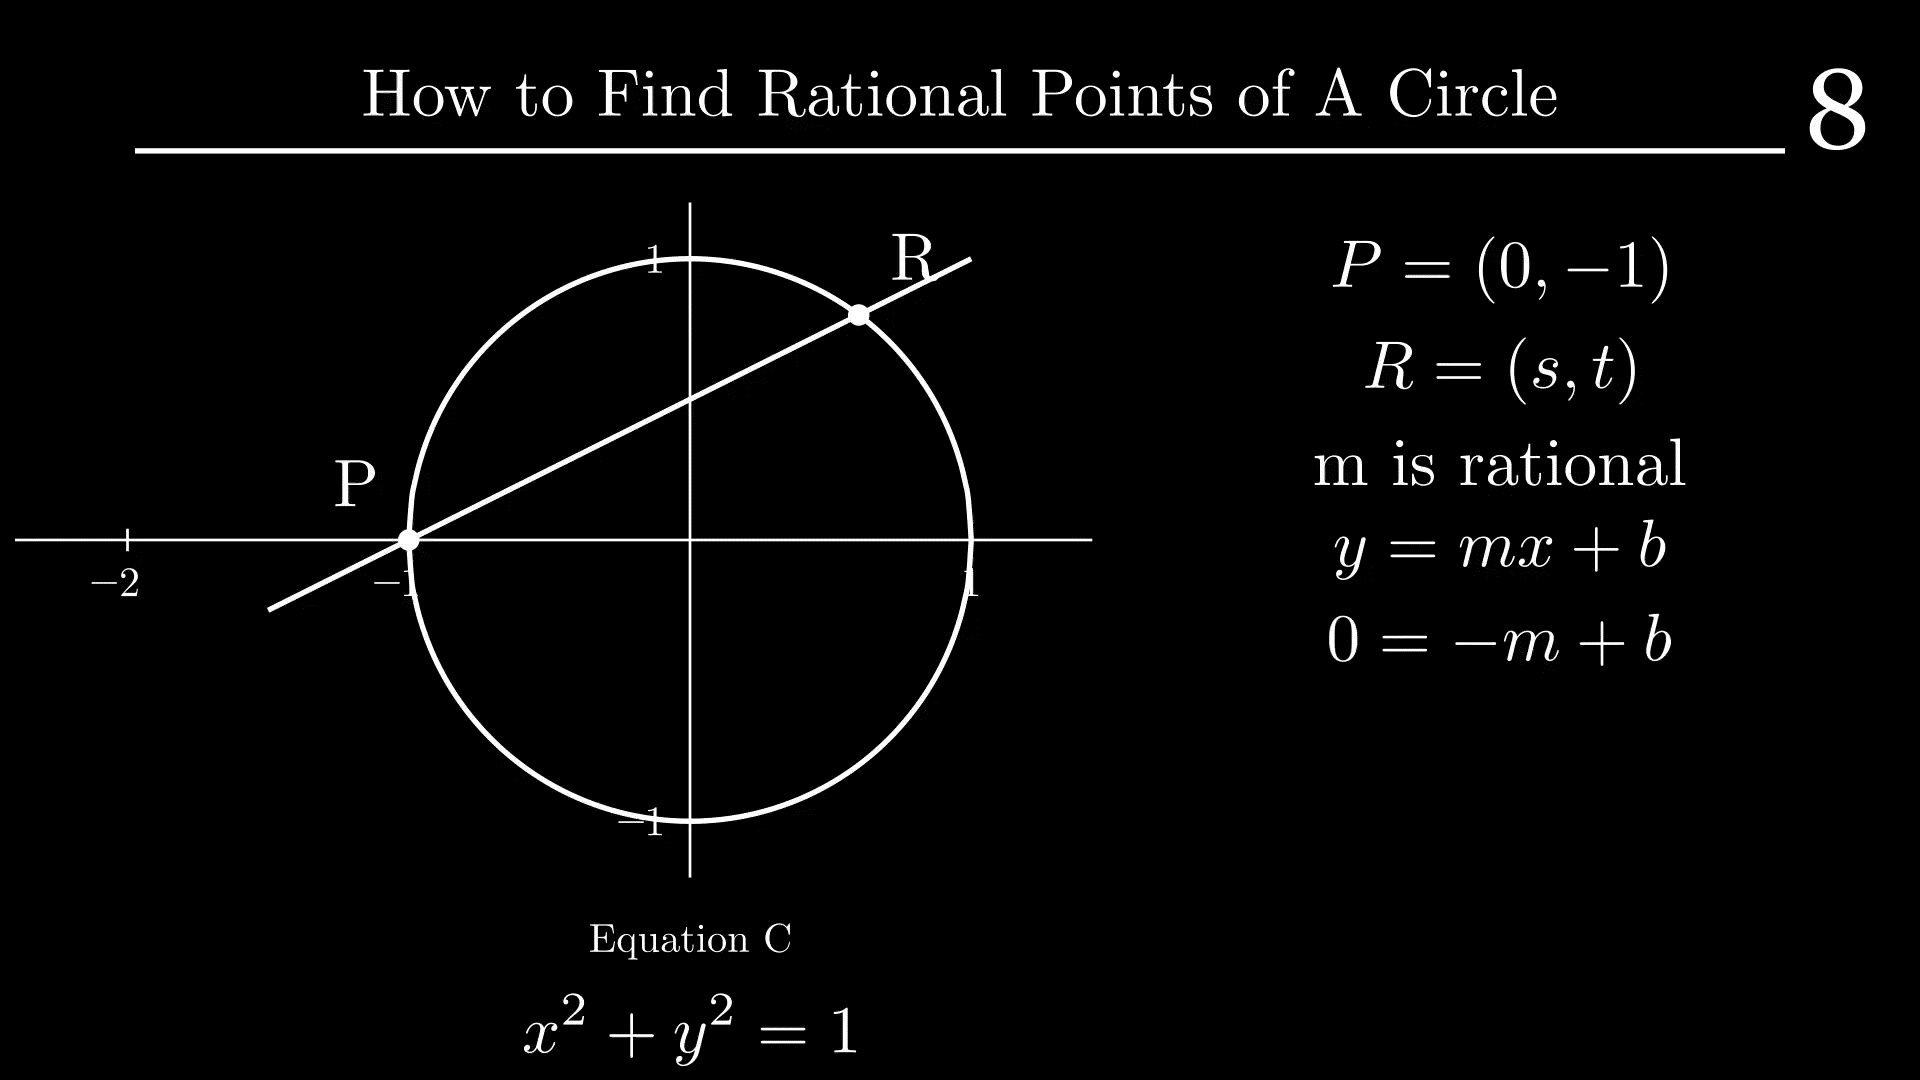 How to Find Rational Points of A Circle
8
1
R
P
−2
−1
1
−1
P = (0, −1)
R = (s, t)
m is rational
y = mx + b
0 = −m + b
Equation C
x² + y² = 1